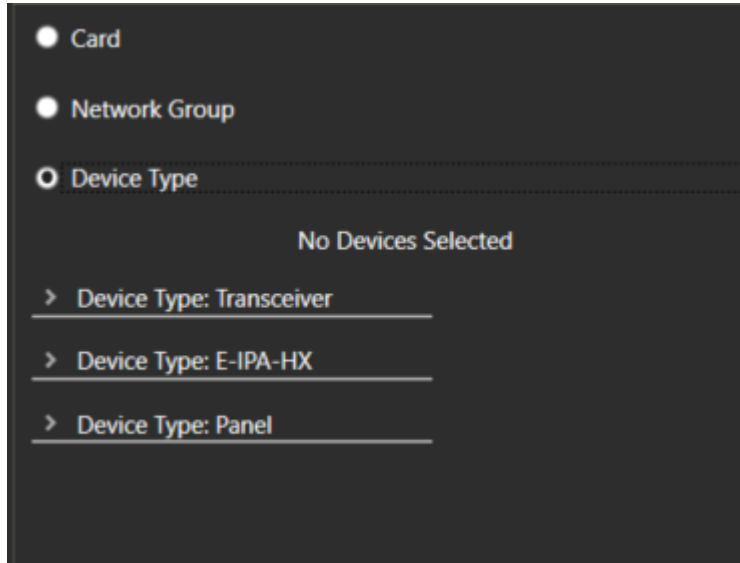 Card
Network Group
Device Type
No Devices Selected
Device Type: Transceiver
Device Type: E-IPA-HX
Device Type: Panel